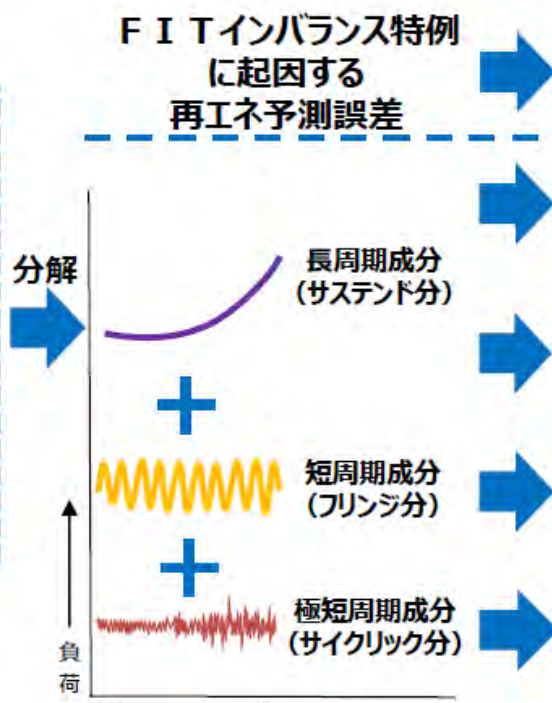 FITインバランス特例
に起因する
再エネ予測誤差
分解
長周期成分
（サステンド分）
短周期成分
（フリンジ分）
極短周期成分
（サイクリック分）
負
荷